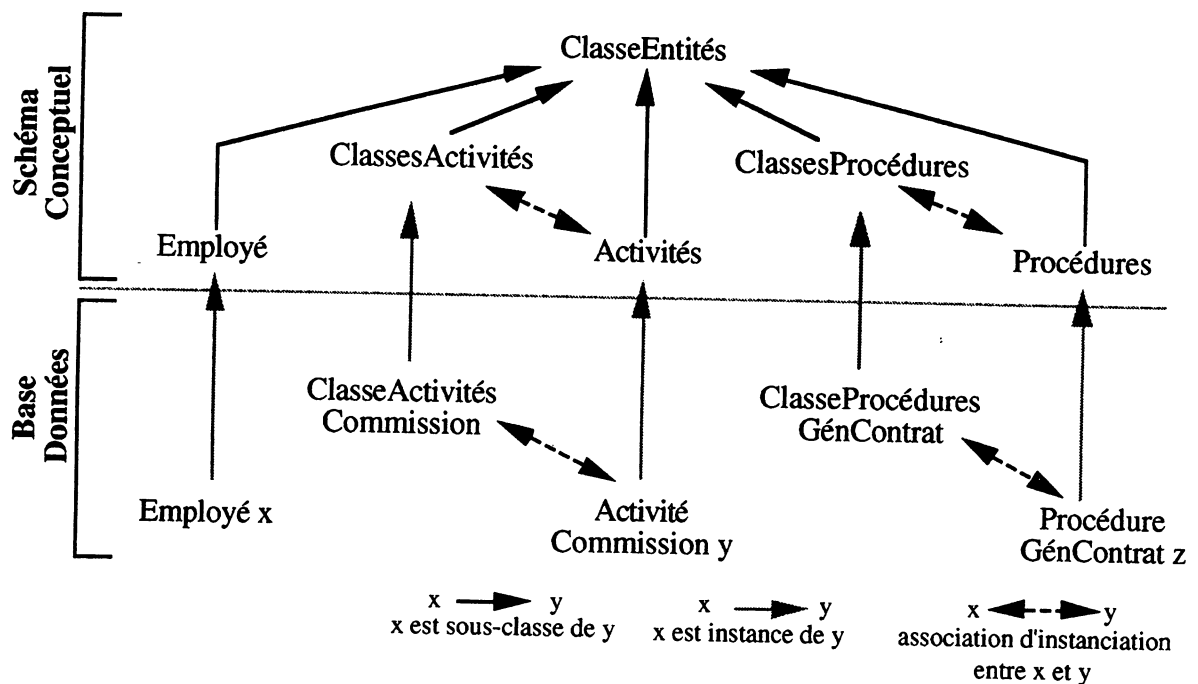 Schéma
Conceptuel
ClasseEntités
ClassesActivités
ClassesProcédures
Employé
Activités
Procédures
Base
Données
ClasseActivités
Commission
ClasseProcédures
GénContrat
Employé x
Activité
Commission y
Procédure
GénContrat z
x y
x est sous-classe de y
x y
x est instance de y
x y
association d'instanciation
entre x et y